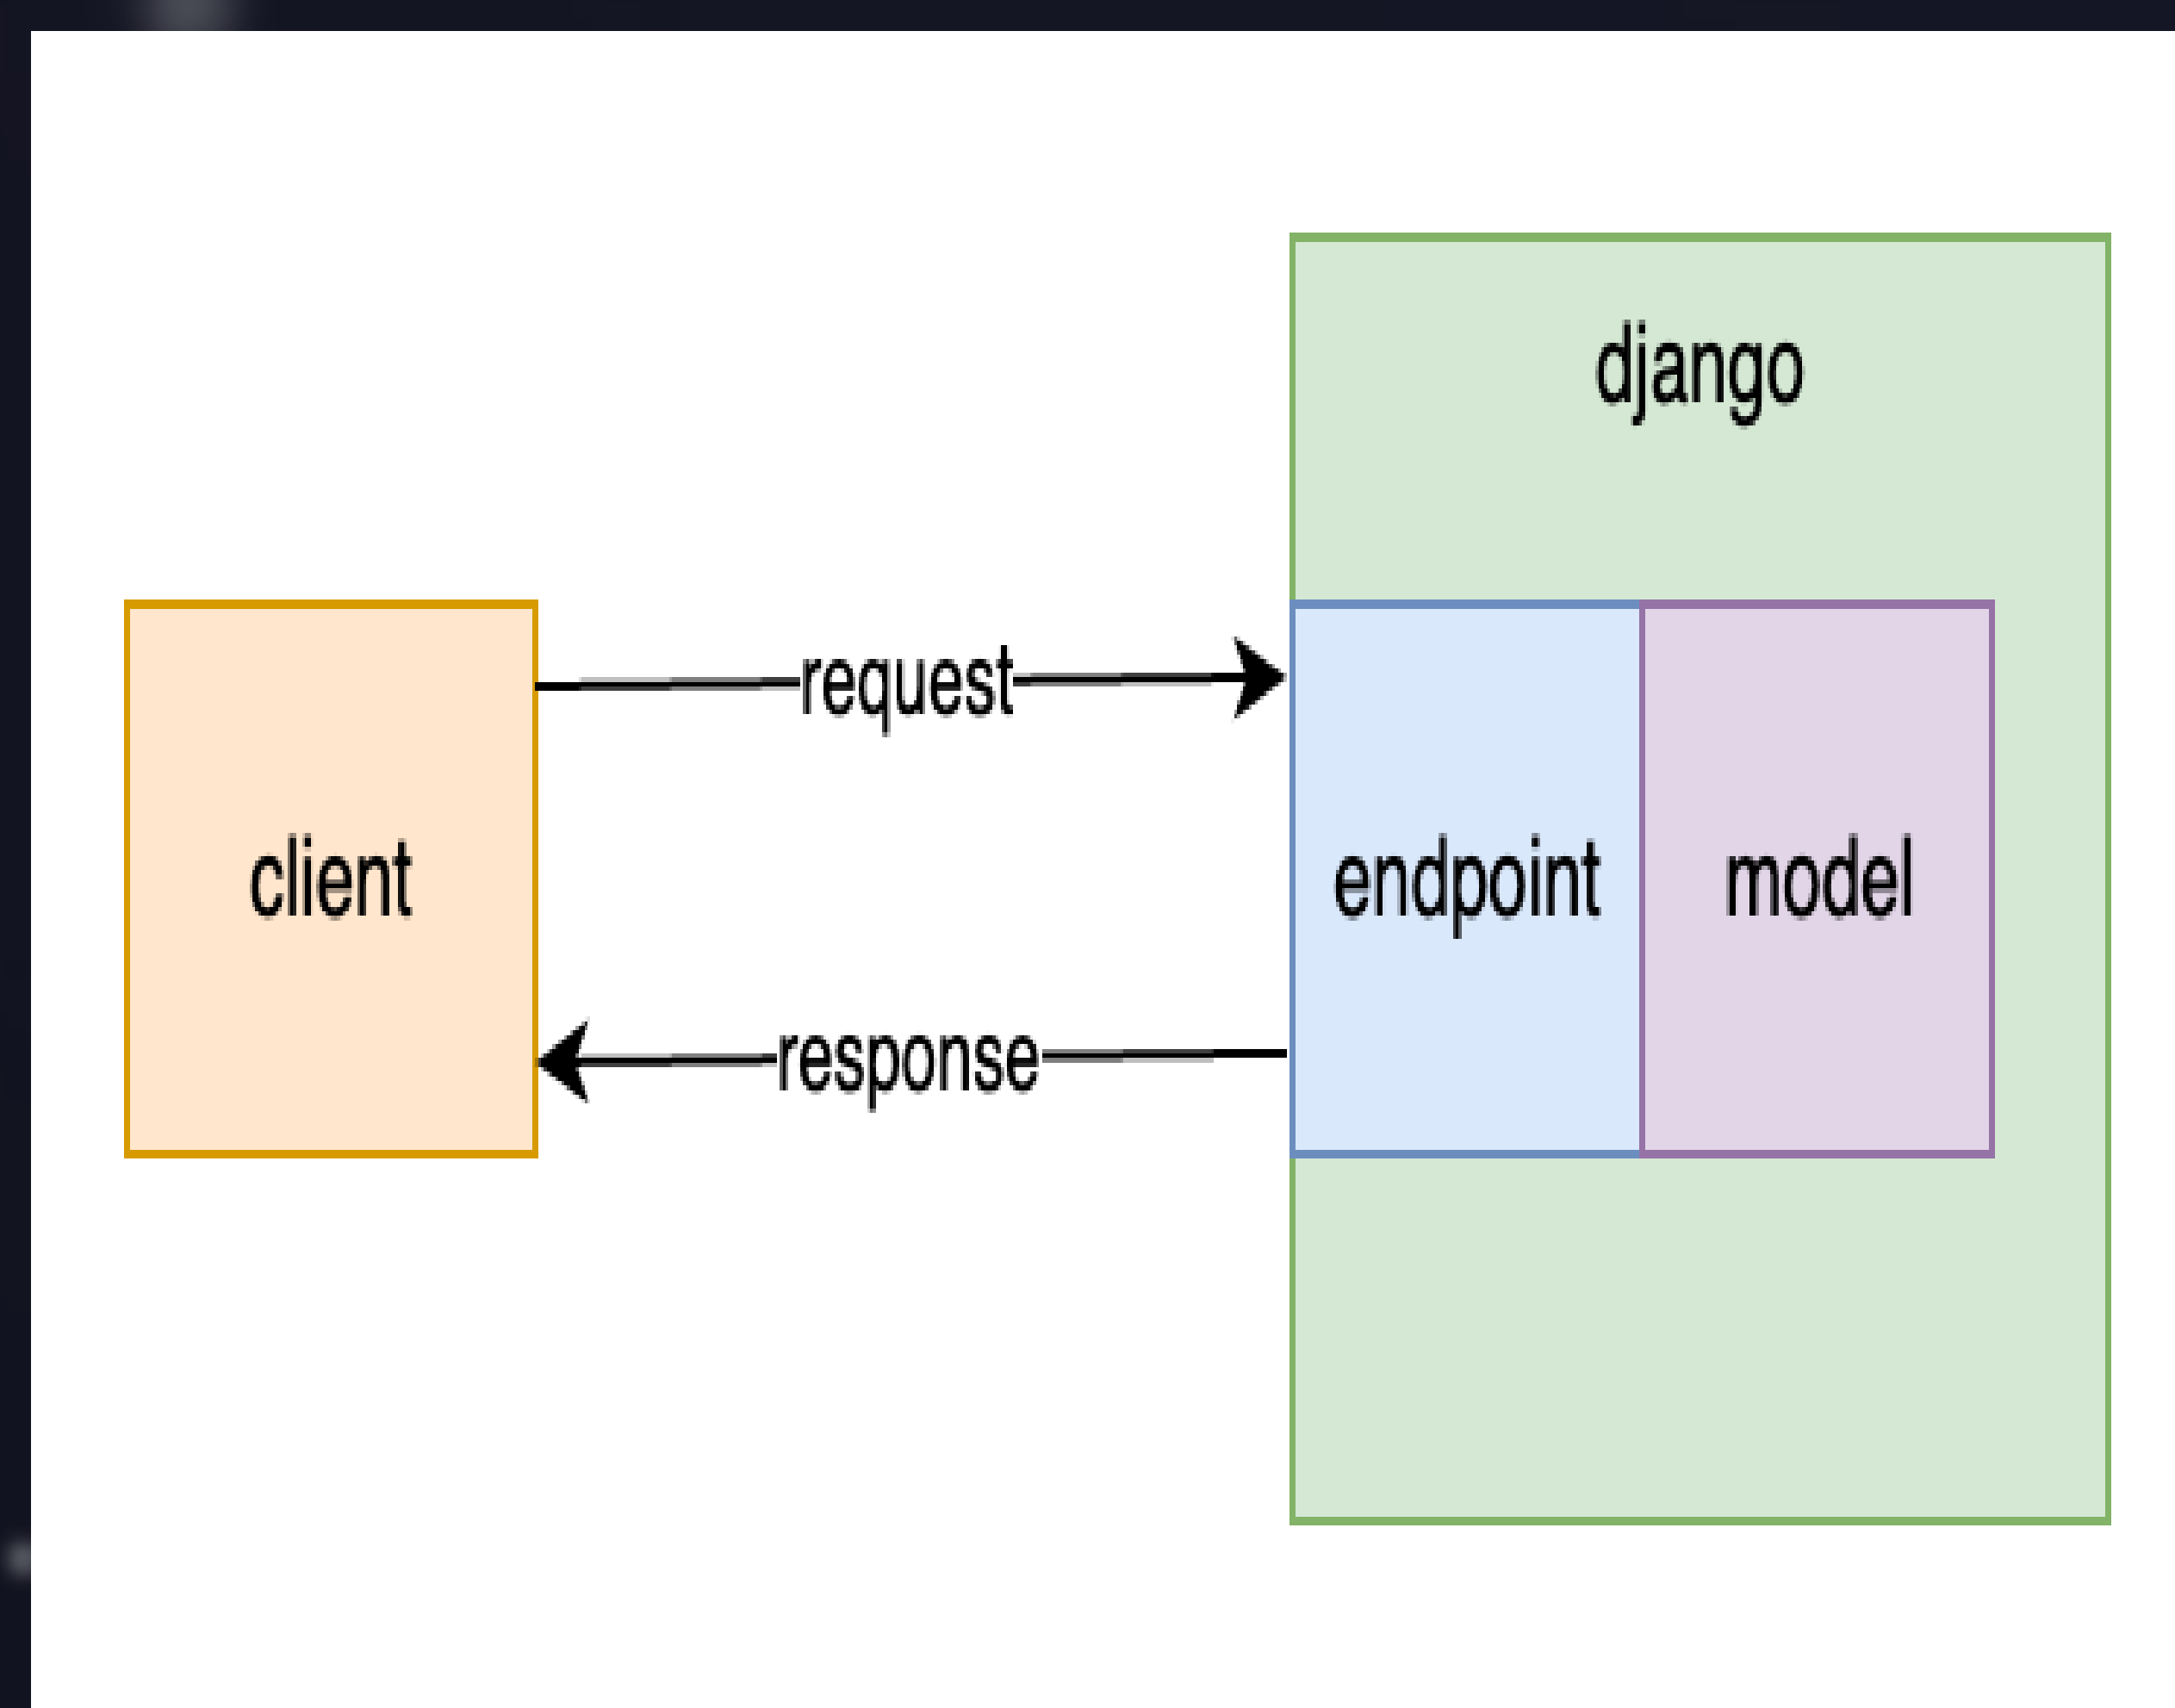 django
request
client
endpoint
model
response